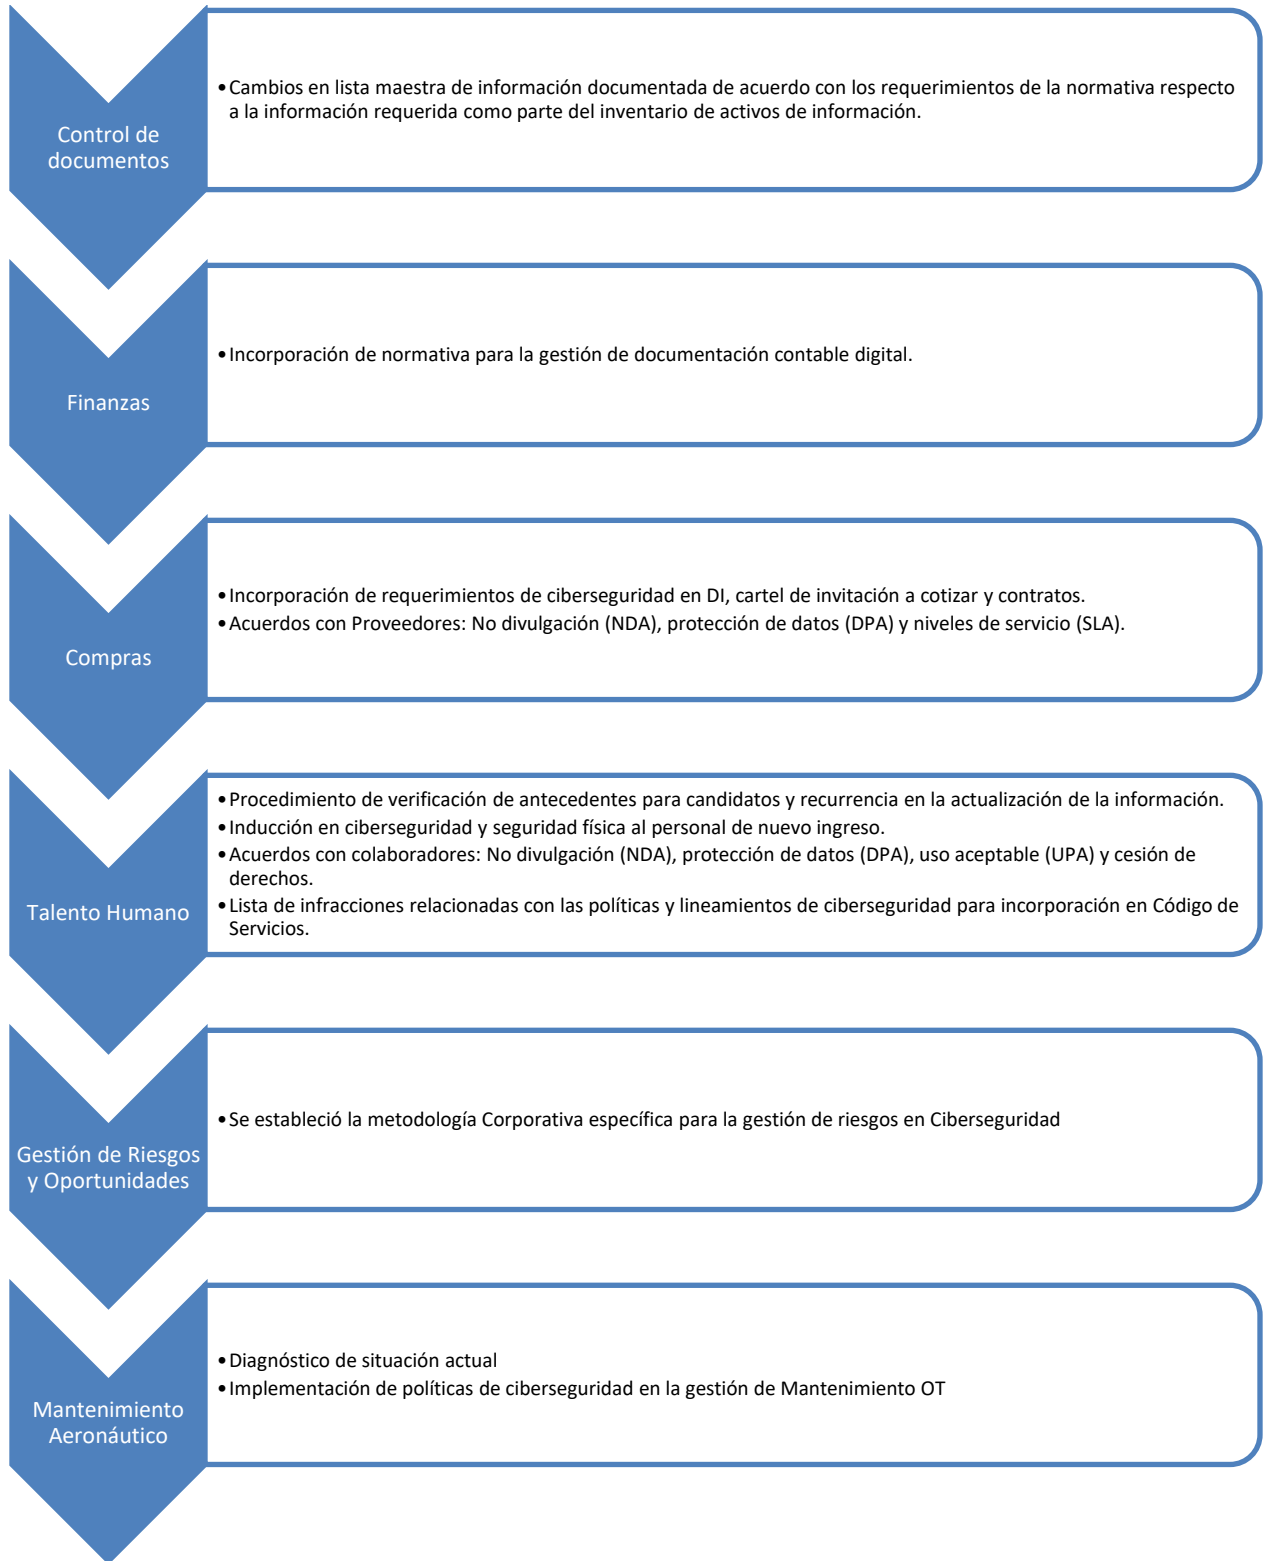 Control de
documentos
•Cambios en lista maestra de información documentada de acuerdo con los requerimientos de la normativa respecto
a la información requerida como parte del inventario de activos de información.
Finanzas
•Incorporación de normativa para la gestión de documentación contable digital.
Compras
•Incorporación de requerimientos de ciberseguridad en DI, cartel de invitación a cotizar y contratos.
•Acuerdos con Proveedores: No divulgación (NDA), protección de datos (DPA) y niveles de servicio (SLA).
Talento Humano
•Procedimiento de verificación de antecedentes para candidatos y recurrencia en la actualización de la información.
•Inducción en ciberseguridad y seguridad física al personal de nuevo ingreso.
•Acuerdos con colaboradores: No divulgación (NDA), protección de datos (DPA), uso aceptable (UPA) y cesión de
derechos.
•Lista de infracciones relacionadas con las políticas y lineamientos de ciberseguridad para incorporación en Código de
Servicios.
Gestión de Riesgos
y Oportunidades
•Se estableció la metodología Corporativa específica para la gestión de riesgos en Ciberseguridad
Mantenimiento
Aeronáutico
•Diagnóstico de situación actual
•Implementación de políticas de ciberseguridad en la gestión de Mantenimiento OT